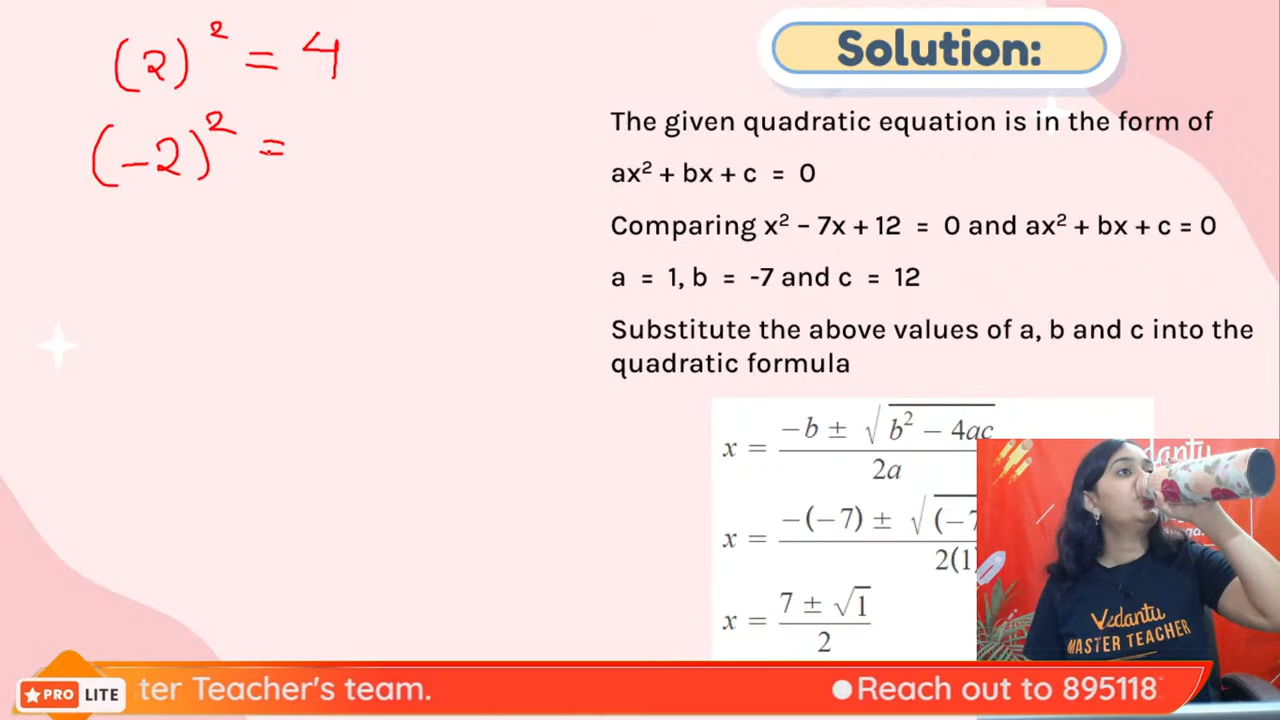 (2)² = 4
(-2)² =
Solution:
The given quadratic equation is in the form of
ax² + bx + c = 0
Comparing x² – 7x + 12 = 0 and ax² + bx + c = 0
a = 1, b = -7 and c = 12
Substitute the above values of a, b and c into the
quadratic formula
x = (−b ± √(b² − 4ac))/2a
x = −(−7) ± √(−7
2(1)
x = (7 ± √1)/2
Vedantu
MASTER TEACHER
PRO LITE
ter Teacher's team.
Reach out to 895118